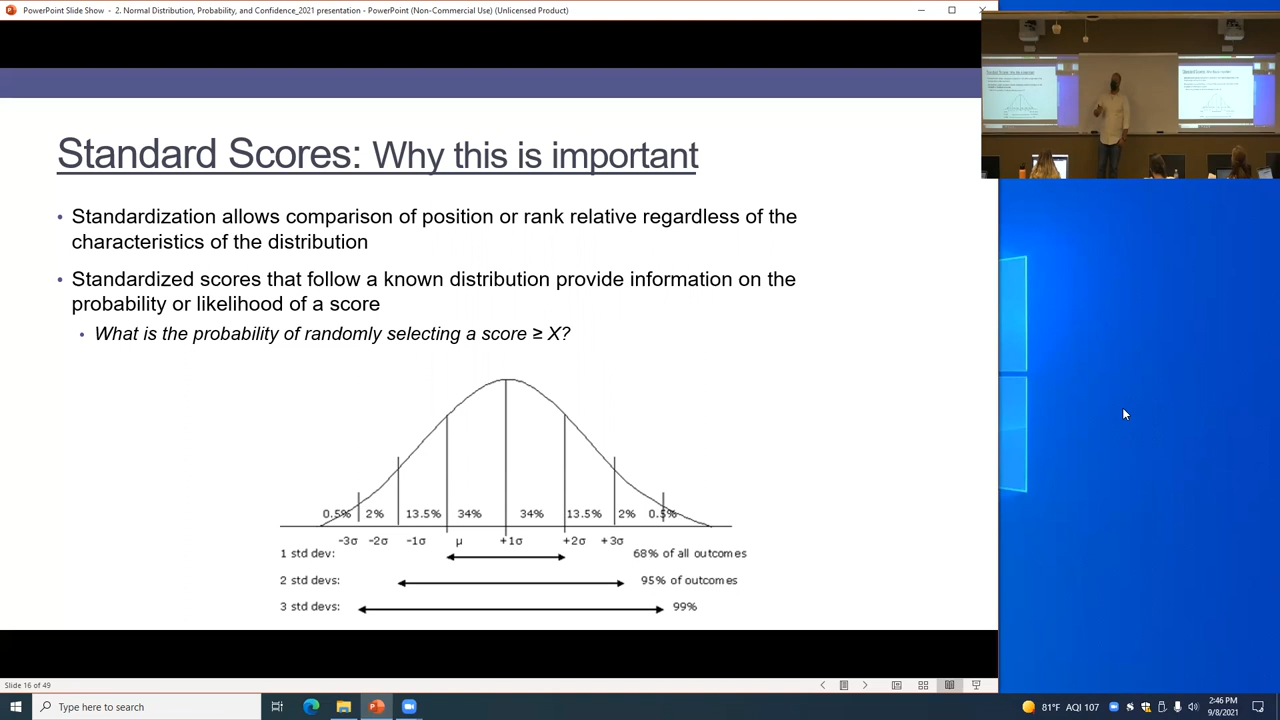 PowerPoint Slide Show - 2. Normal Distribution, Probability, and Confidence_2021 presentation - PowerPoint (Non-Commercial Use) (Unlicensed Product)
Standard Scores: Why this is important
• Standardization allows comparison of position or rank relative regardless of the
characteristics of the distribution
• Standardized scores that follow a known distribution provide information on the
probability or likelihood of a score
• What is the probability of randomly selecting a score ≥ X?
0.5% 2% 13.5% 34% 34% 13.5% 2% 0.5%
-3σ -2σ -1σ μ +1σ +2σ +3σ
1 std dev: 68% of all outcomes
2 std devs: 95% of outcomes
3 std devs: 99%
Slide 16 of 49
Type here to search
81°F AQI 107
2:46 PM
9/8/2021